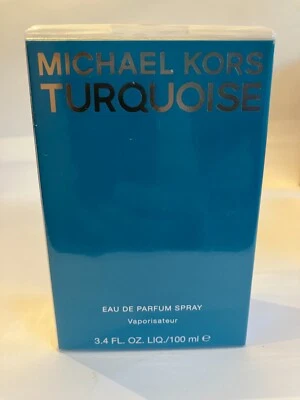 MICHAEL KORS
TURQUOISE
EAU DE PARFUM SPRAY
Vaporisateur
3.4 FL. OZ. LIQ./100 ml ℮